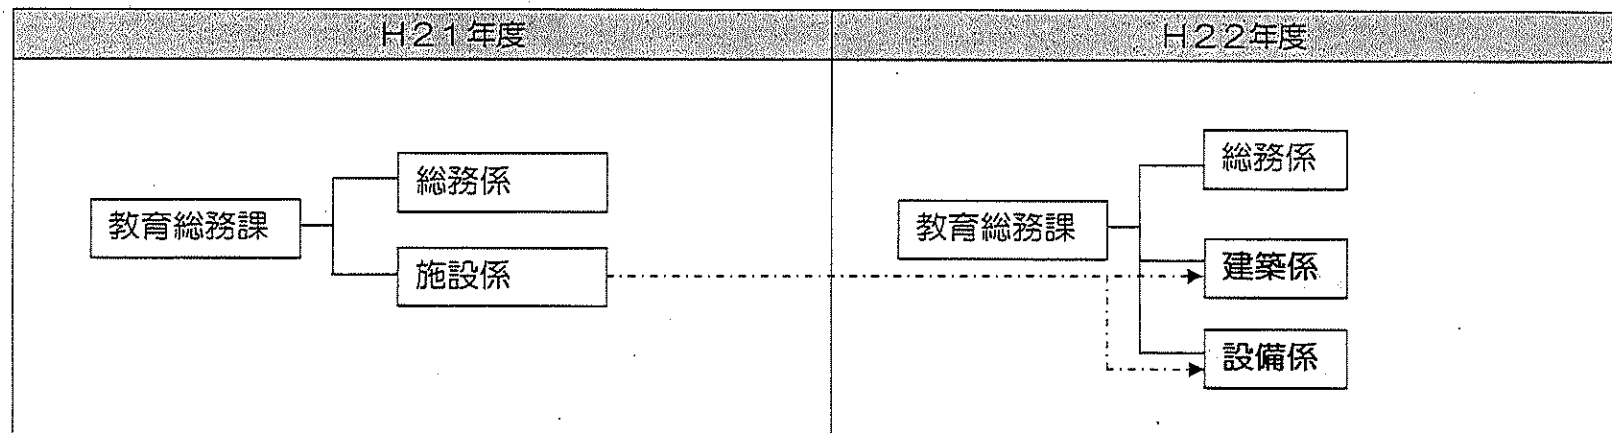 H21年度
H22年度
教育総務課
総務係
施設係
教育総務課
総務係
建築係
設備係